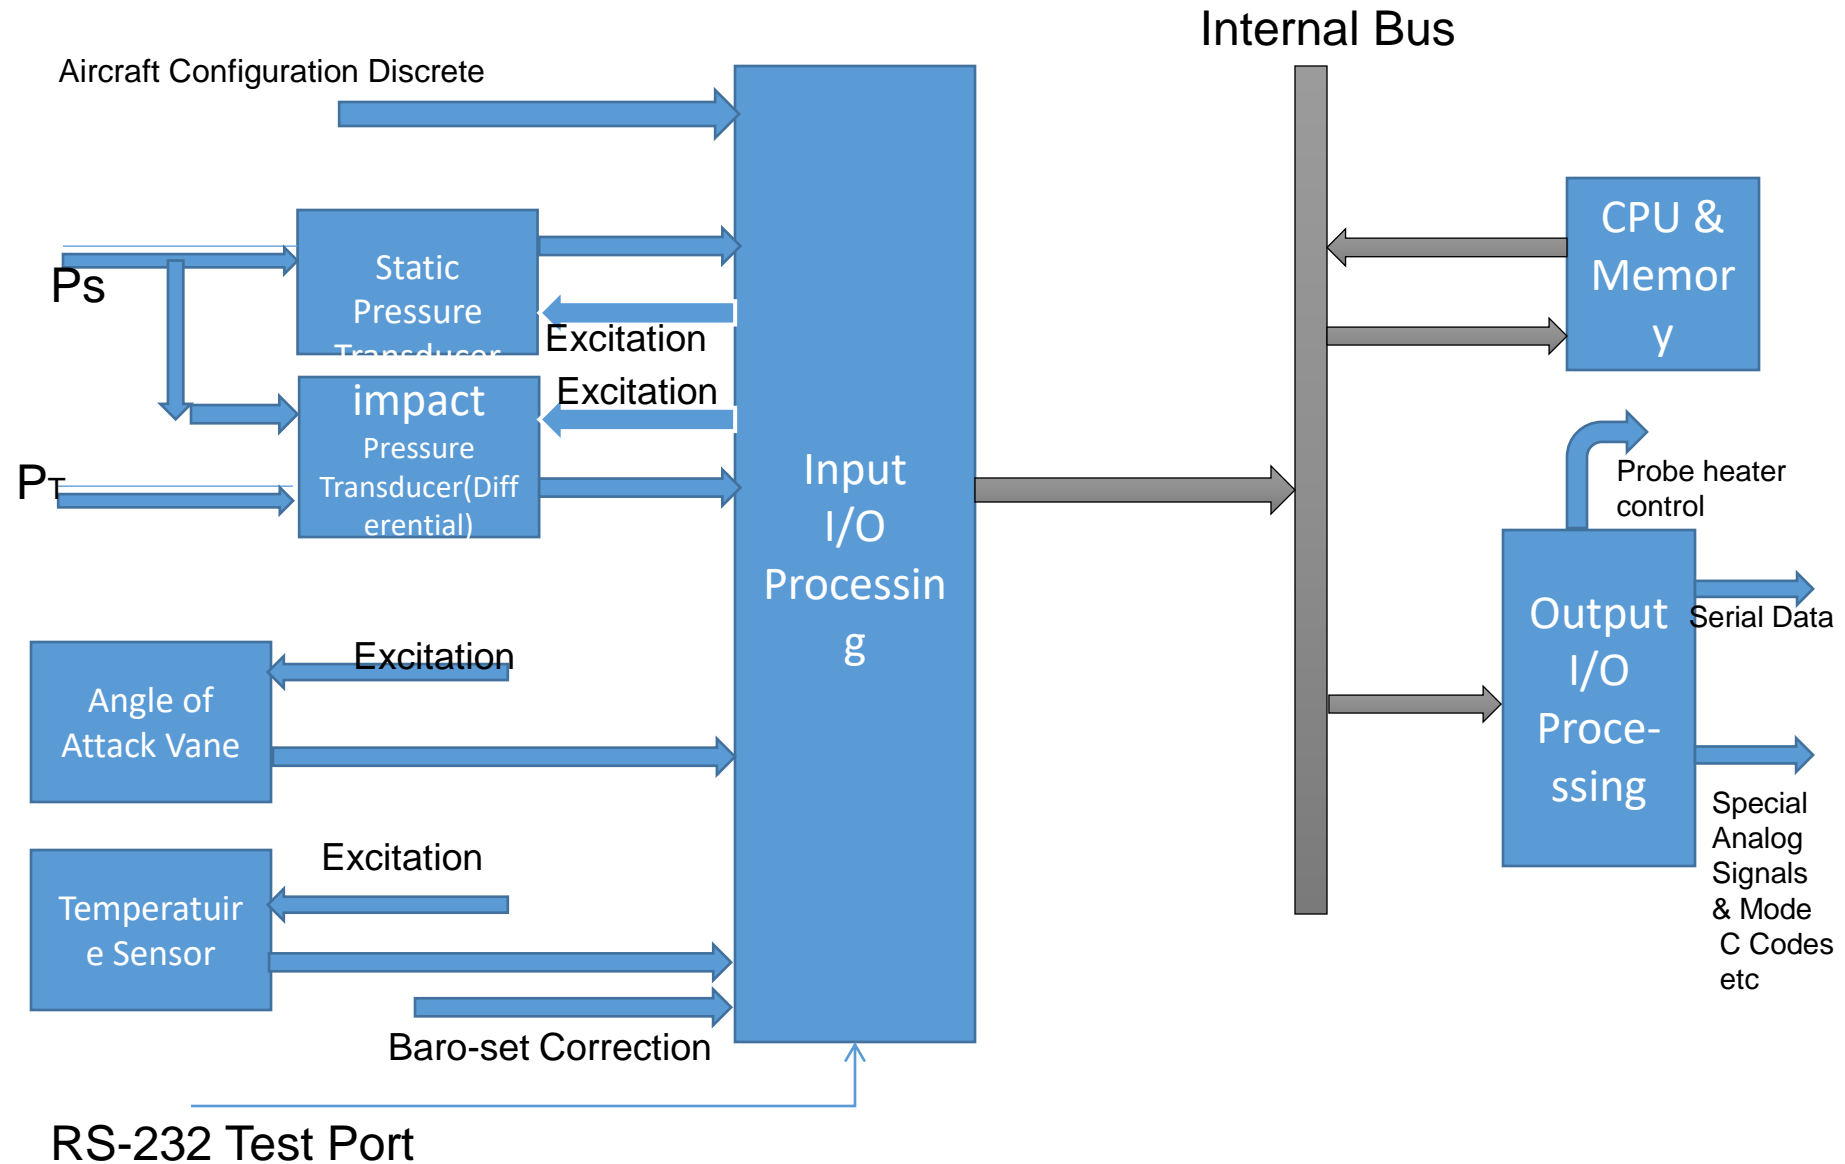 Internal Bus
Aircraft Configuration Discrete
Ps
Static
Pressure
Transducer
Excitation
Excitation
impact
Pressure
Transducer(Diff
erential)
PT
Input
I/O
Processin
g
CPU &
Memor
y
Probe heater
control
Output
I/O
Proce-
ssing
Serial Data
Special
Analog
Signals
& Mode
C Codes
etc
Excitation
Angle of
Attack Vane
Excitation
Temperatuir
e Sensor
Baro-set Correction
RS-232 Test Port